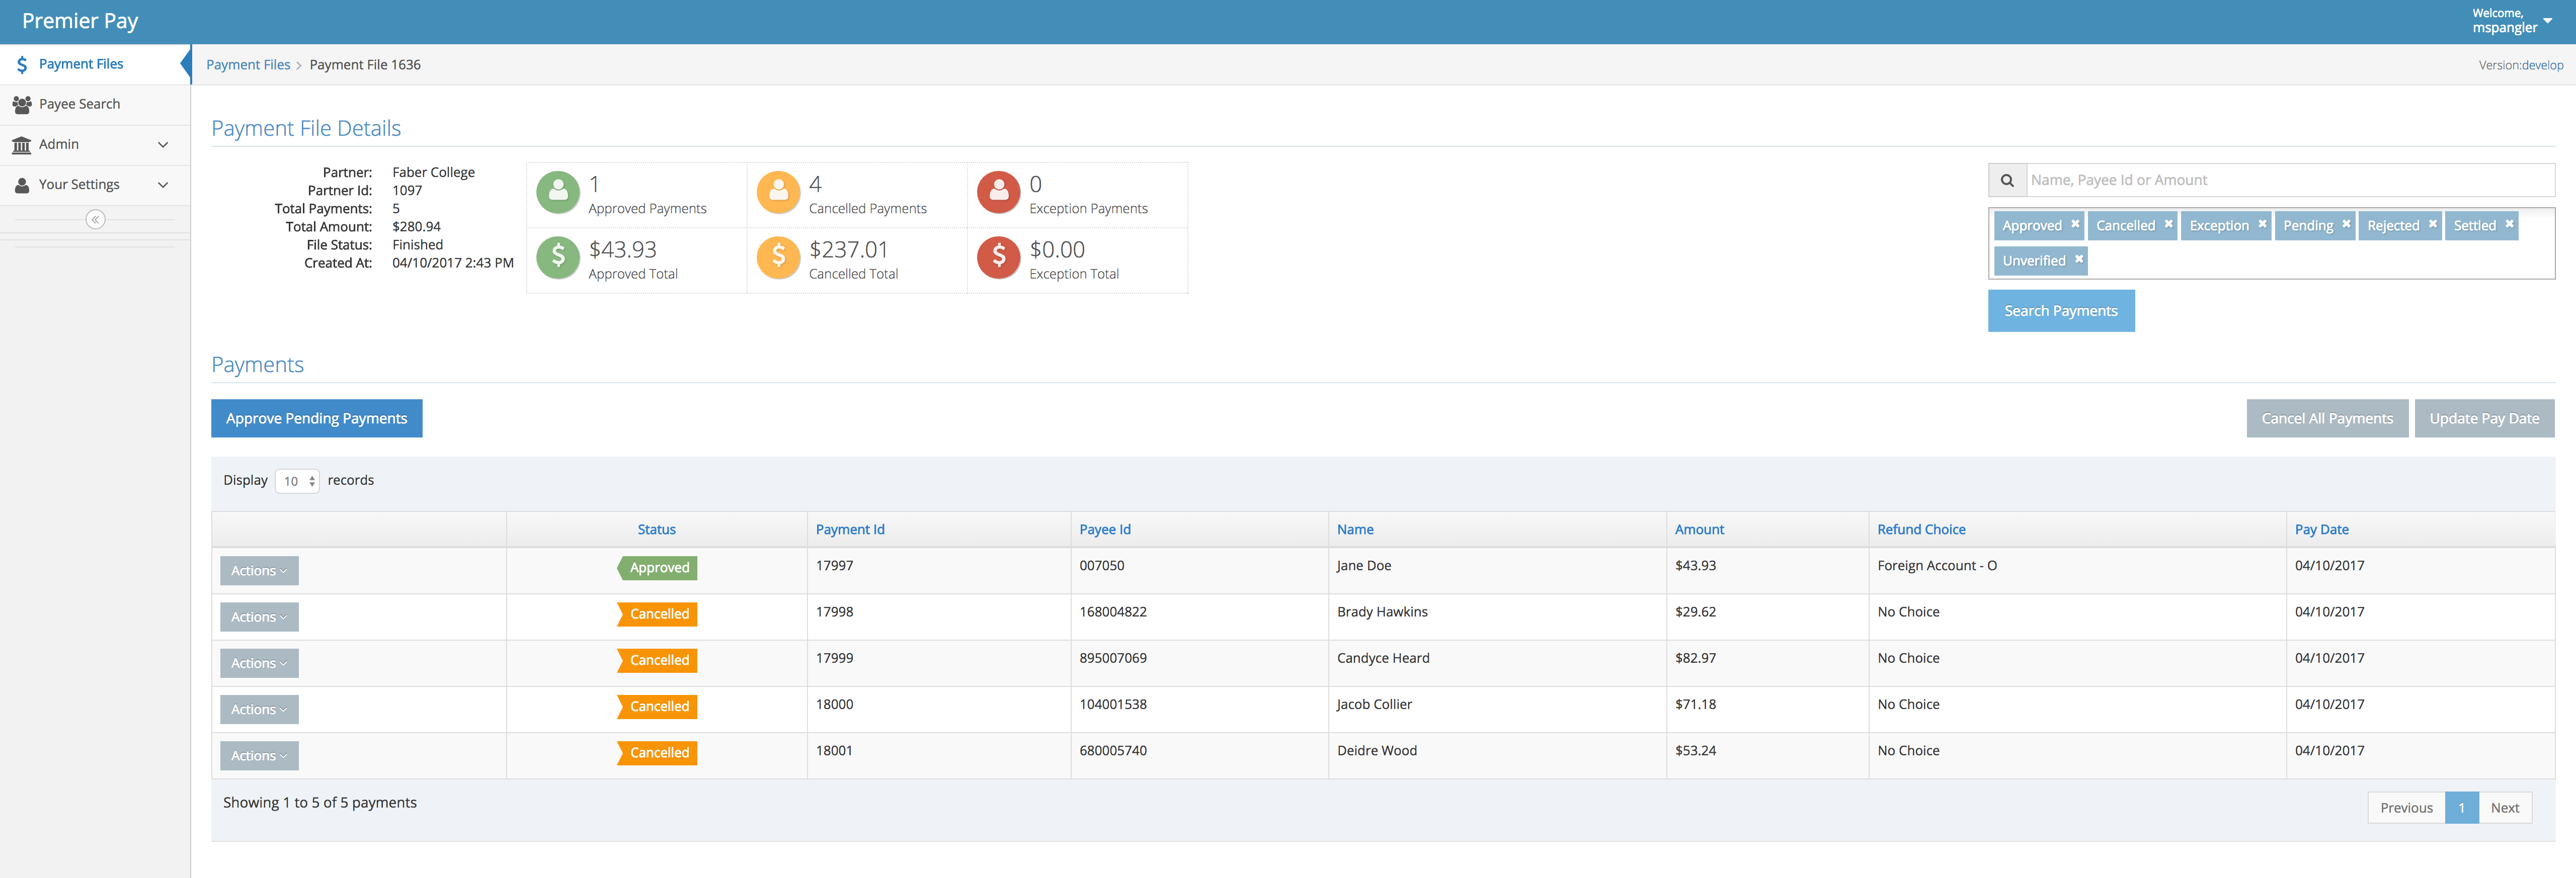 Premier Pay
Welcome,
mspangler
Payment Files
Payee Search
Admin
Your Settings
Payment Files > Payment File 1636
Version:develop
Payment File Details
Partner: Faber College
Partner Id: 1097
Total Payments: 5
Total Amount: $280.94
File Status: Finished
Created At: 04/10/2017 2:43 PM
1
Approved Payments
4
Cancelled Payments
0
Exception Payments
$43.93
Approved Total
$237.01
Cancelled Total
$0.00
Exception Total
Name, Payee Id or Amount
Approved Cancelled Exception Pending Rejected Settled
Unverified
Search Payments
Payments
Approve Pending Payments
Cancel All Payments
Update Pay Date
Display 10 records
Status Payment Id Payee Id Name Amount Refund Choice Pay Date
Actions Approved 17997 007050 Jane Doe $43.93 Foreign Account - O 04/10/2017
Actions Cancelled 17998 168004822 Brady Hawkins $29.62 No Choice 04/10/2017
Actions Cancelled 17999 895007069 Candyce Heard $82.97 No Choice 04/10/2017
Actions Cancelled 18000 104001538 Jacob Collier $71.18 No Choice 04/10/2017
Actions Cancelled 18001 680005740 Deidre Wood $53.24 No Choice 04/10/2017
Showing 1 to 5 of 5 payments
Previous 1 Next